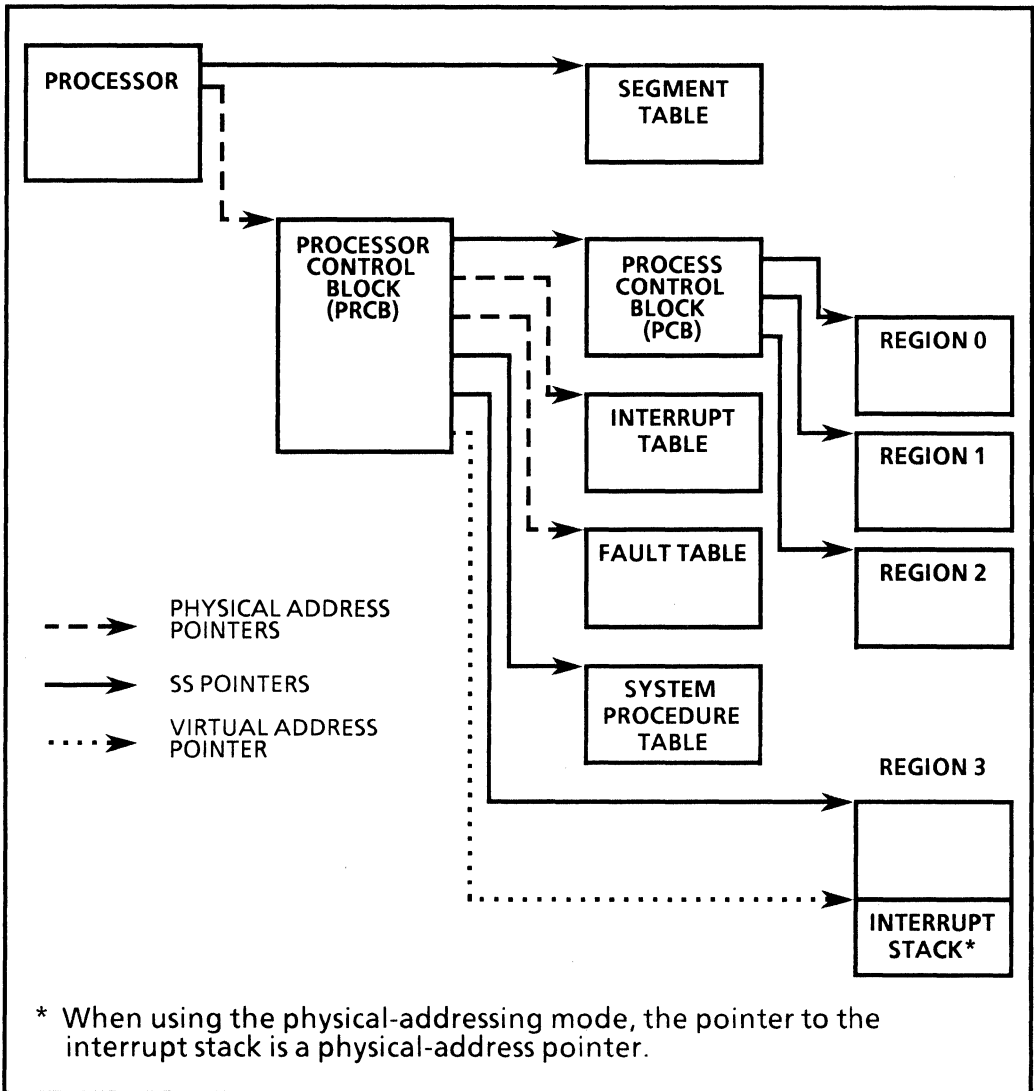 PROCESSOR
SEGMENT
TABLE
PROCESSOR
CONTROL
BLOCK
(PRCB)
PROCESS
CONTROL
BLOCK
(PCB)
REGION 0
INTERRUPT
TABLE
REGION 1
FAULT TABLE
REGION 2
PHYSICAL ADDRESS
POINTERS
SS POINTERS
VIRTUAL ADDRESS
POINTER
SYSTEM
PROCEDURE
TABLE
REGION 3
INTERRUPT
STACK*
* When using the physical-addressing mode, the pointer to the
interrupt stack is a physical-address pointer.